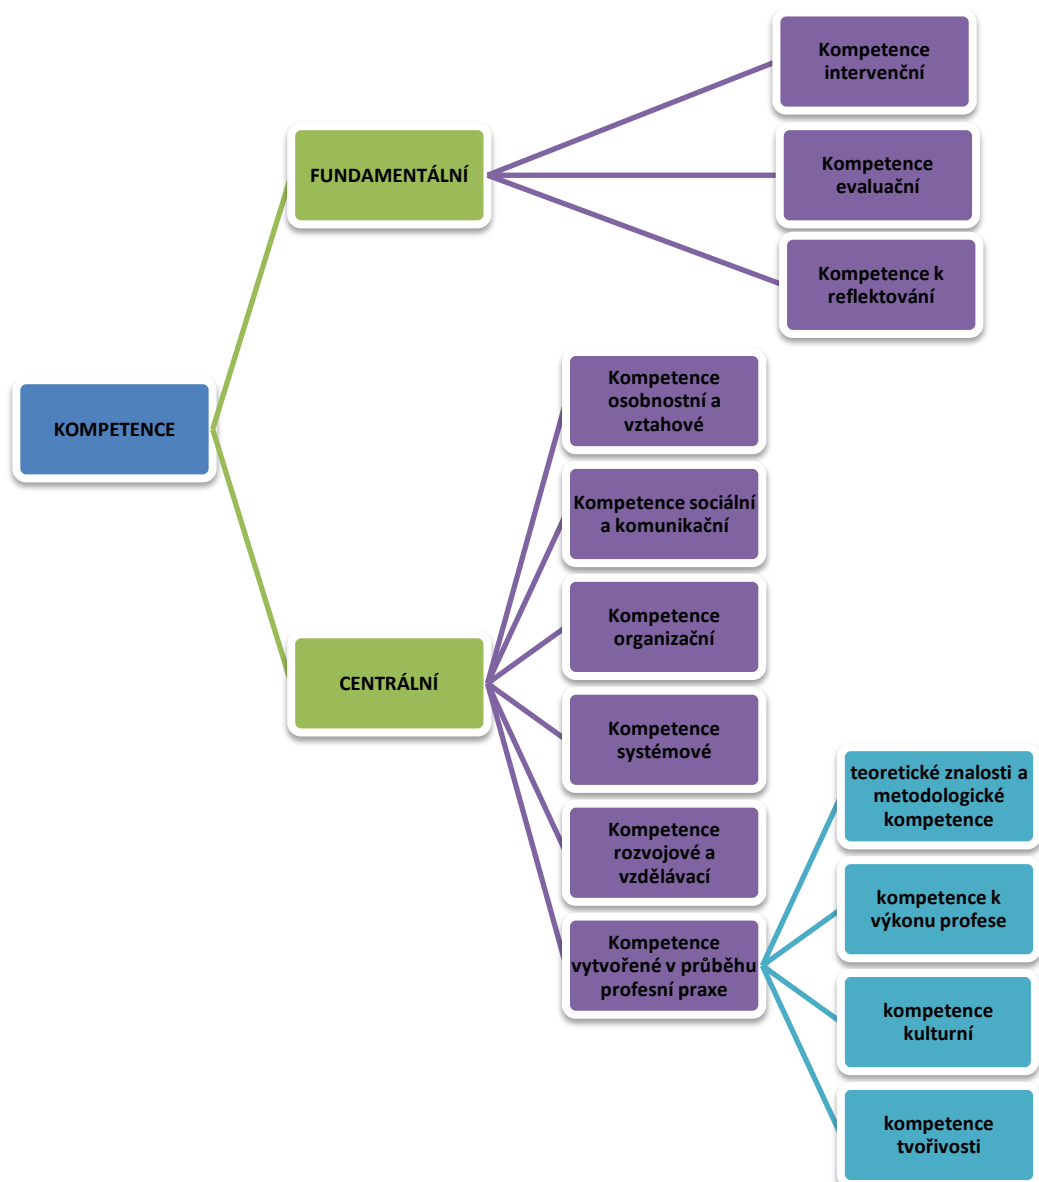 Kompetence
intervenční
FUNDAMENTÁLNÍ
Kompetence
evaluační
Kompetence k
reflektování
KOMPETENCE
Kompetence
osobnostní a
vztahové
Kompetence sociální
a komunikační
Kompetence
organizační
CENTRÁLNÍ
Kompetence
systémové
Kompetence
rozvojové a
vzdělávací
Kompetence
vytvořené v průběhu
profesní praxe
teoretické znalosti a
metodologické
kompetence
kompetence k
výkonu profese
kompetence
kulturní
kompetence
tvořivosti